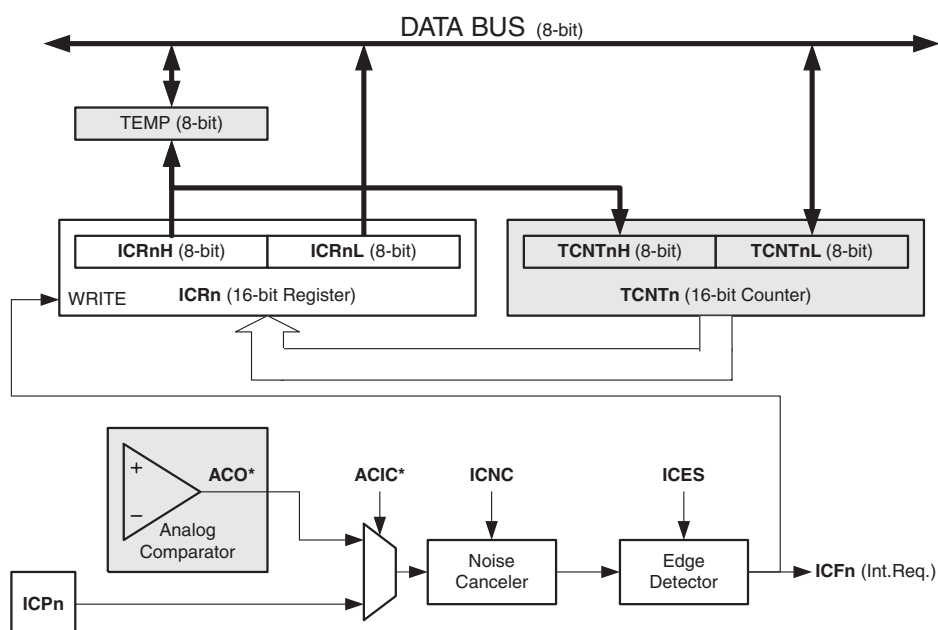 DATA BUS (8-bit)
TEMP (8-bit)
ICRnH (8-bit)
ICRnL (8-bit)
TCNTnH (8-bit)
TCNTnL (8-bit)
WRITE
ICRn (16-bit Register)
TCNTn (16-bit Counter)
+
ACO*
ACIC*
ICNC
ICES
−
Analog
Comparator
Noise
Canceler
Edge
Detector
ICFn (Int.Req.)
ICPn